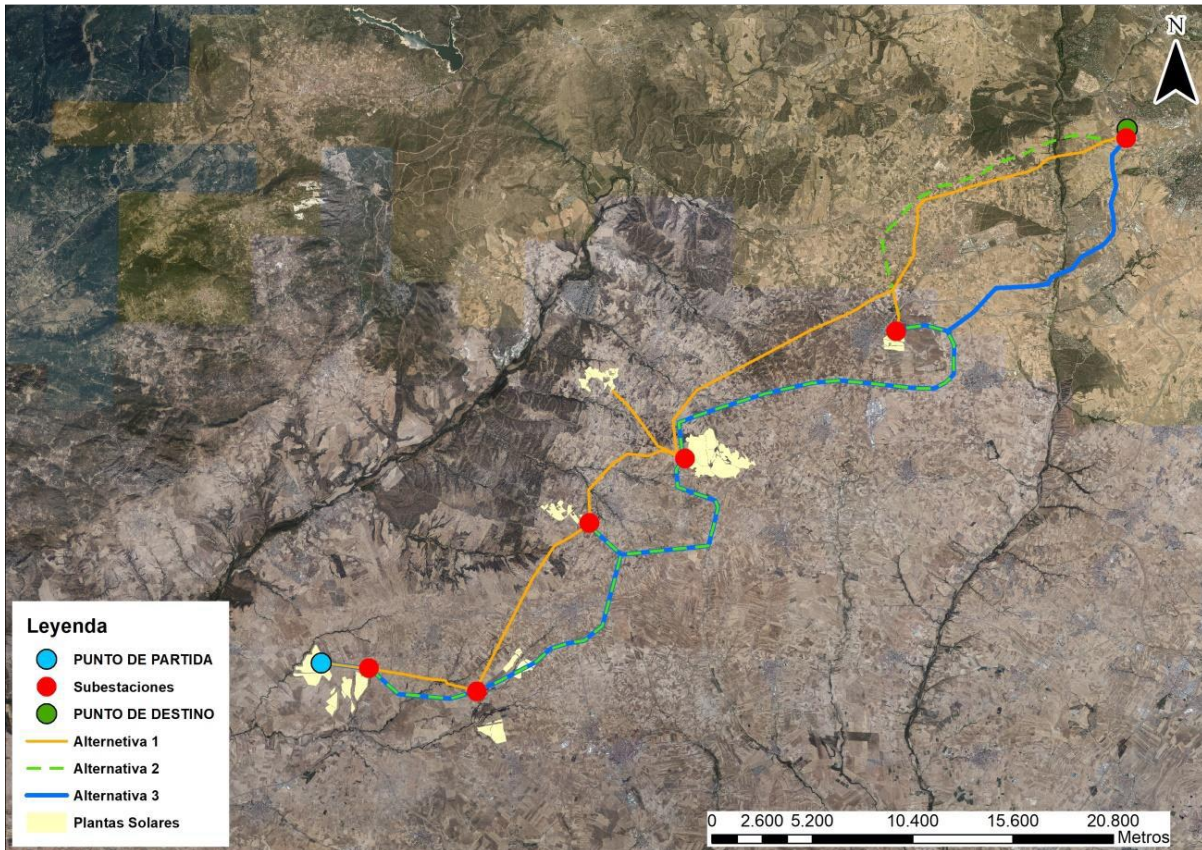 N
Leyenda
PUNTO DE PARTIDA
Subestaciones
PUNTO DE DESTINO
Alternetiva 1
Alternativa 2
Alternativa 3
Plantas Solares
0 2.600 5.200 10.400 15.600 20.800
Metros